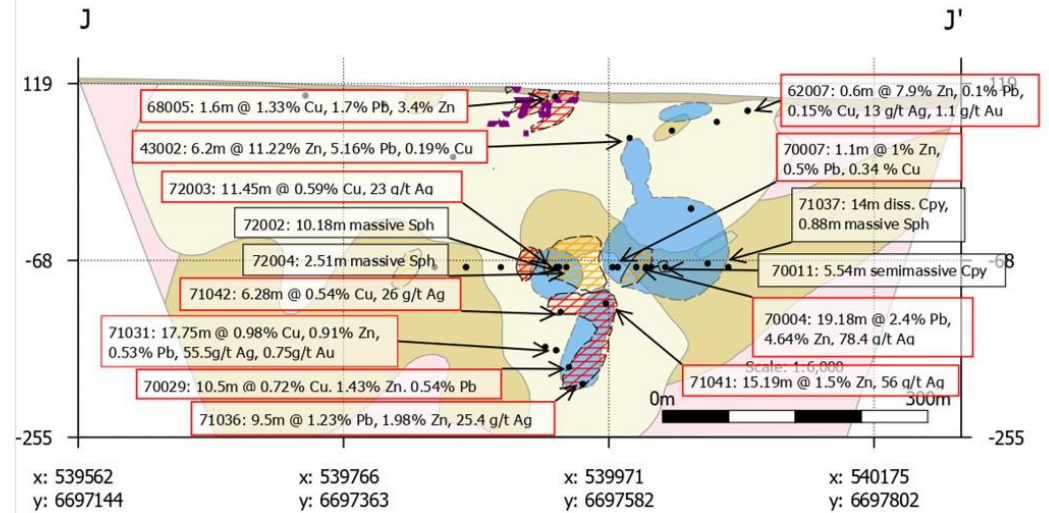 J
J'
119
119
68005: 1.6m @ 1.33% Cu, 1.7% Pb, 3.4% Zn
62007: 0.6m @ 7.9% Zn, 0.1% Pb,
0.15% Cu, 13 g/t Ag, 1.1 g/t Au
43002: 6.2m @ 11.22% Zn, 5.16% Pb, 0.19% Cu
70007: 1.1m @ 1% Zn,
0.5% Pb, 0.34 % Cu
72003: 11.45m @ 0.59% Cu, 23 g/t Ag
71037: 14m diss. Cpy,
0.88m massive Sph
72002: 10.18m massive Sph
72004: 2.51m massive Sph
-68
-68
70011: 5.54m semimassive Cpy
71042: 6.28m @ 0.54% Cu, 26 g/t Ag
70004: 19.18m @ 2.4% Pb,
4.64% Zn, 78.4 g/t Ag
71031: 17.75m @ 0.98% Cu, 0.91% Zn,
0.53% Pb, 55.5g/t Ag, 0.75g/t Au
Scale: 1:6,000
71041: 15.19m @ 1.5% Zn, 56 g/t Ag
70029: 10.5m @ 0.72% Cu. 1.43% Zn, 0.54% Pb
0m
300m
71036: 9.5m @ 1.23% Pb, 1.98% Zn, 25.4 g/t Ag
-255
-255
x: 539562
y: 6697144
x: 539766
y: 6697363
x: 539971
y: 6697582
x: 540175
y: 6697802